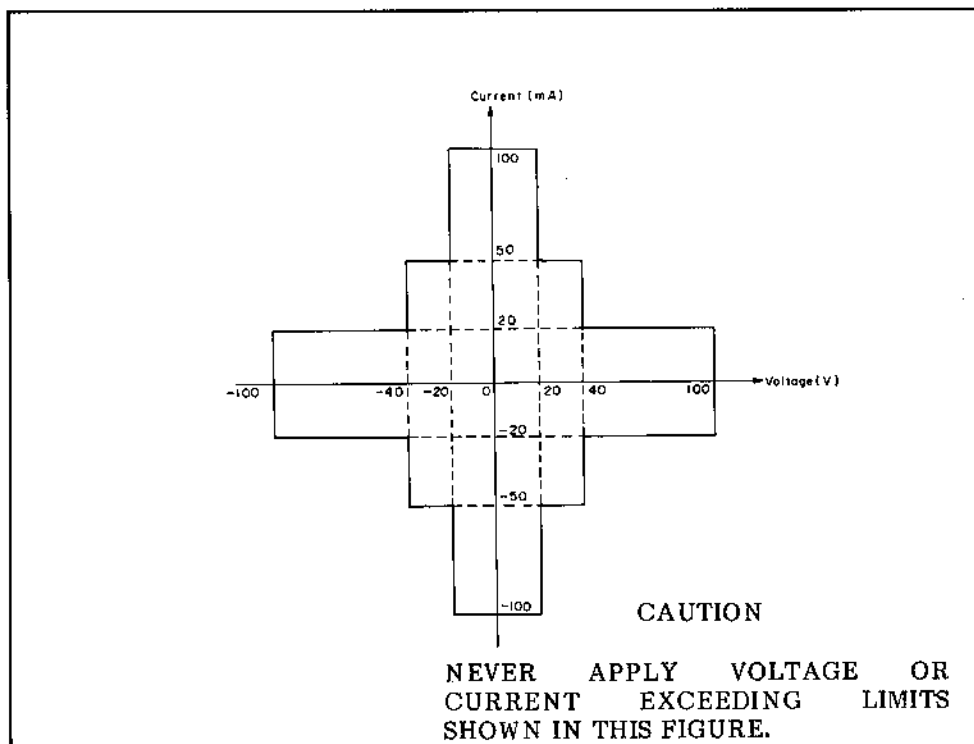 Current (mA)
100
50
20
-100 -40 -20 0 20 40 100 Voltage (V)
-20
-50
-100
CAUTION
NEVER APPLY VOLTAGE OR
CURRENT EXCEEDING LIMITS
SHOWN IN THIS FIGURE.